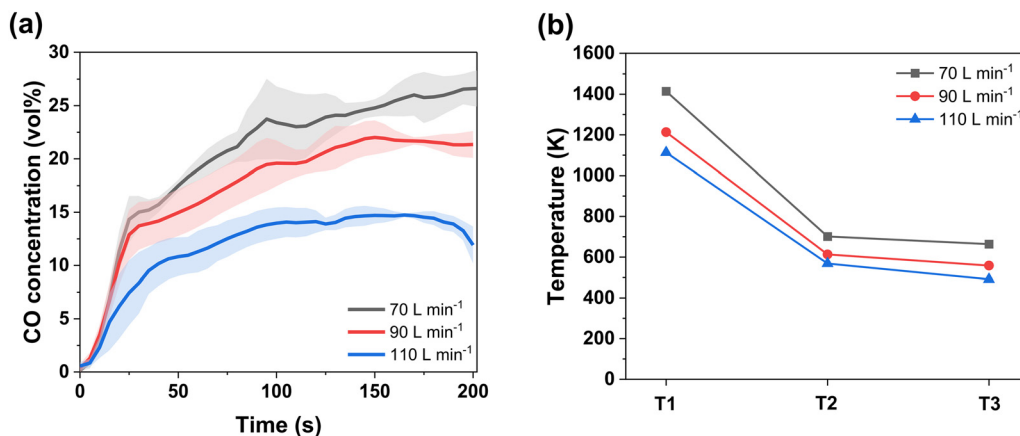 (a)
30
25
20
15
10
5
0
CO concentration (vol%)
0
50
100
150
200
Time (s)
70 L min⁻¹
90 L min⁻¹
110 L min⁻¹
(b)
1600
1400
1200
1000
800
600
400
200
0
Temperature (K)
T1
T2
T3
70 L min⁻¹
90 L min⁻¹
110 L min⁻¹